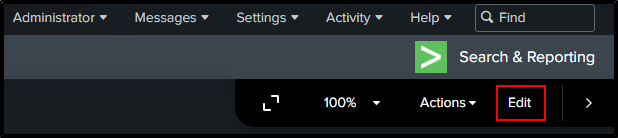 Administrator Messages Settings Activity Help Find
Search & Reporting
100% Actions Edit